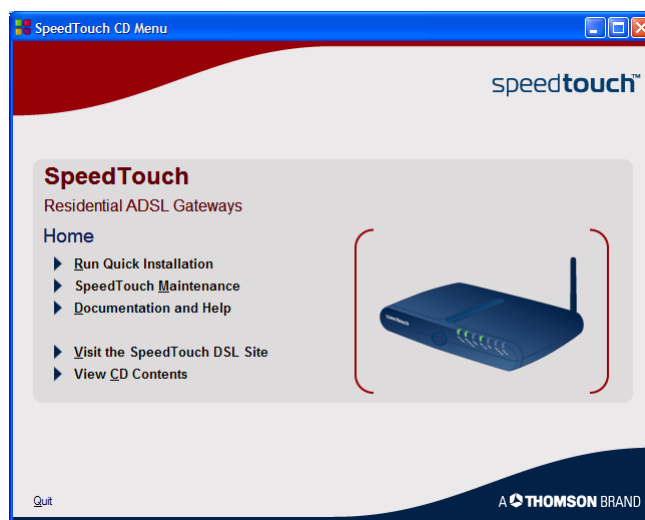 SpeedTouch CD Menu
speedtouch™
SpeedTouch
Residential ADSL Gateways
Home
Run Quick Installation
SpeedTouch Maintenance
Documentation and Help
Visit the SpeedTouch DSL Site
View CD Contents
speedtouch
Quit
A THOMSON BRAND